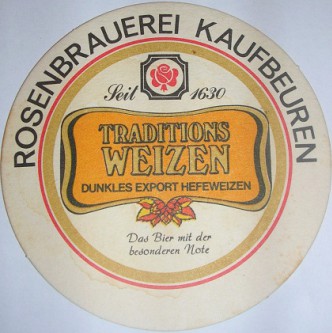 ROSENBRAUEREI KAUFBEUREN
Seit 1630
TRADITIONS
WEIZEN
DUNKLES EXPORT HEFEWEIZEN
Das Bier mit der
besonderen Note